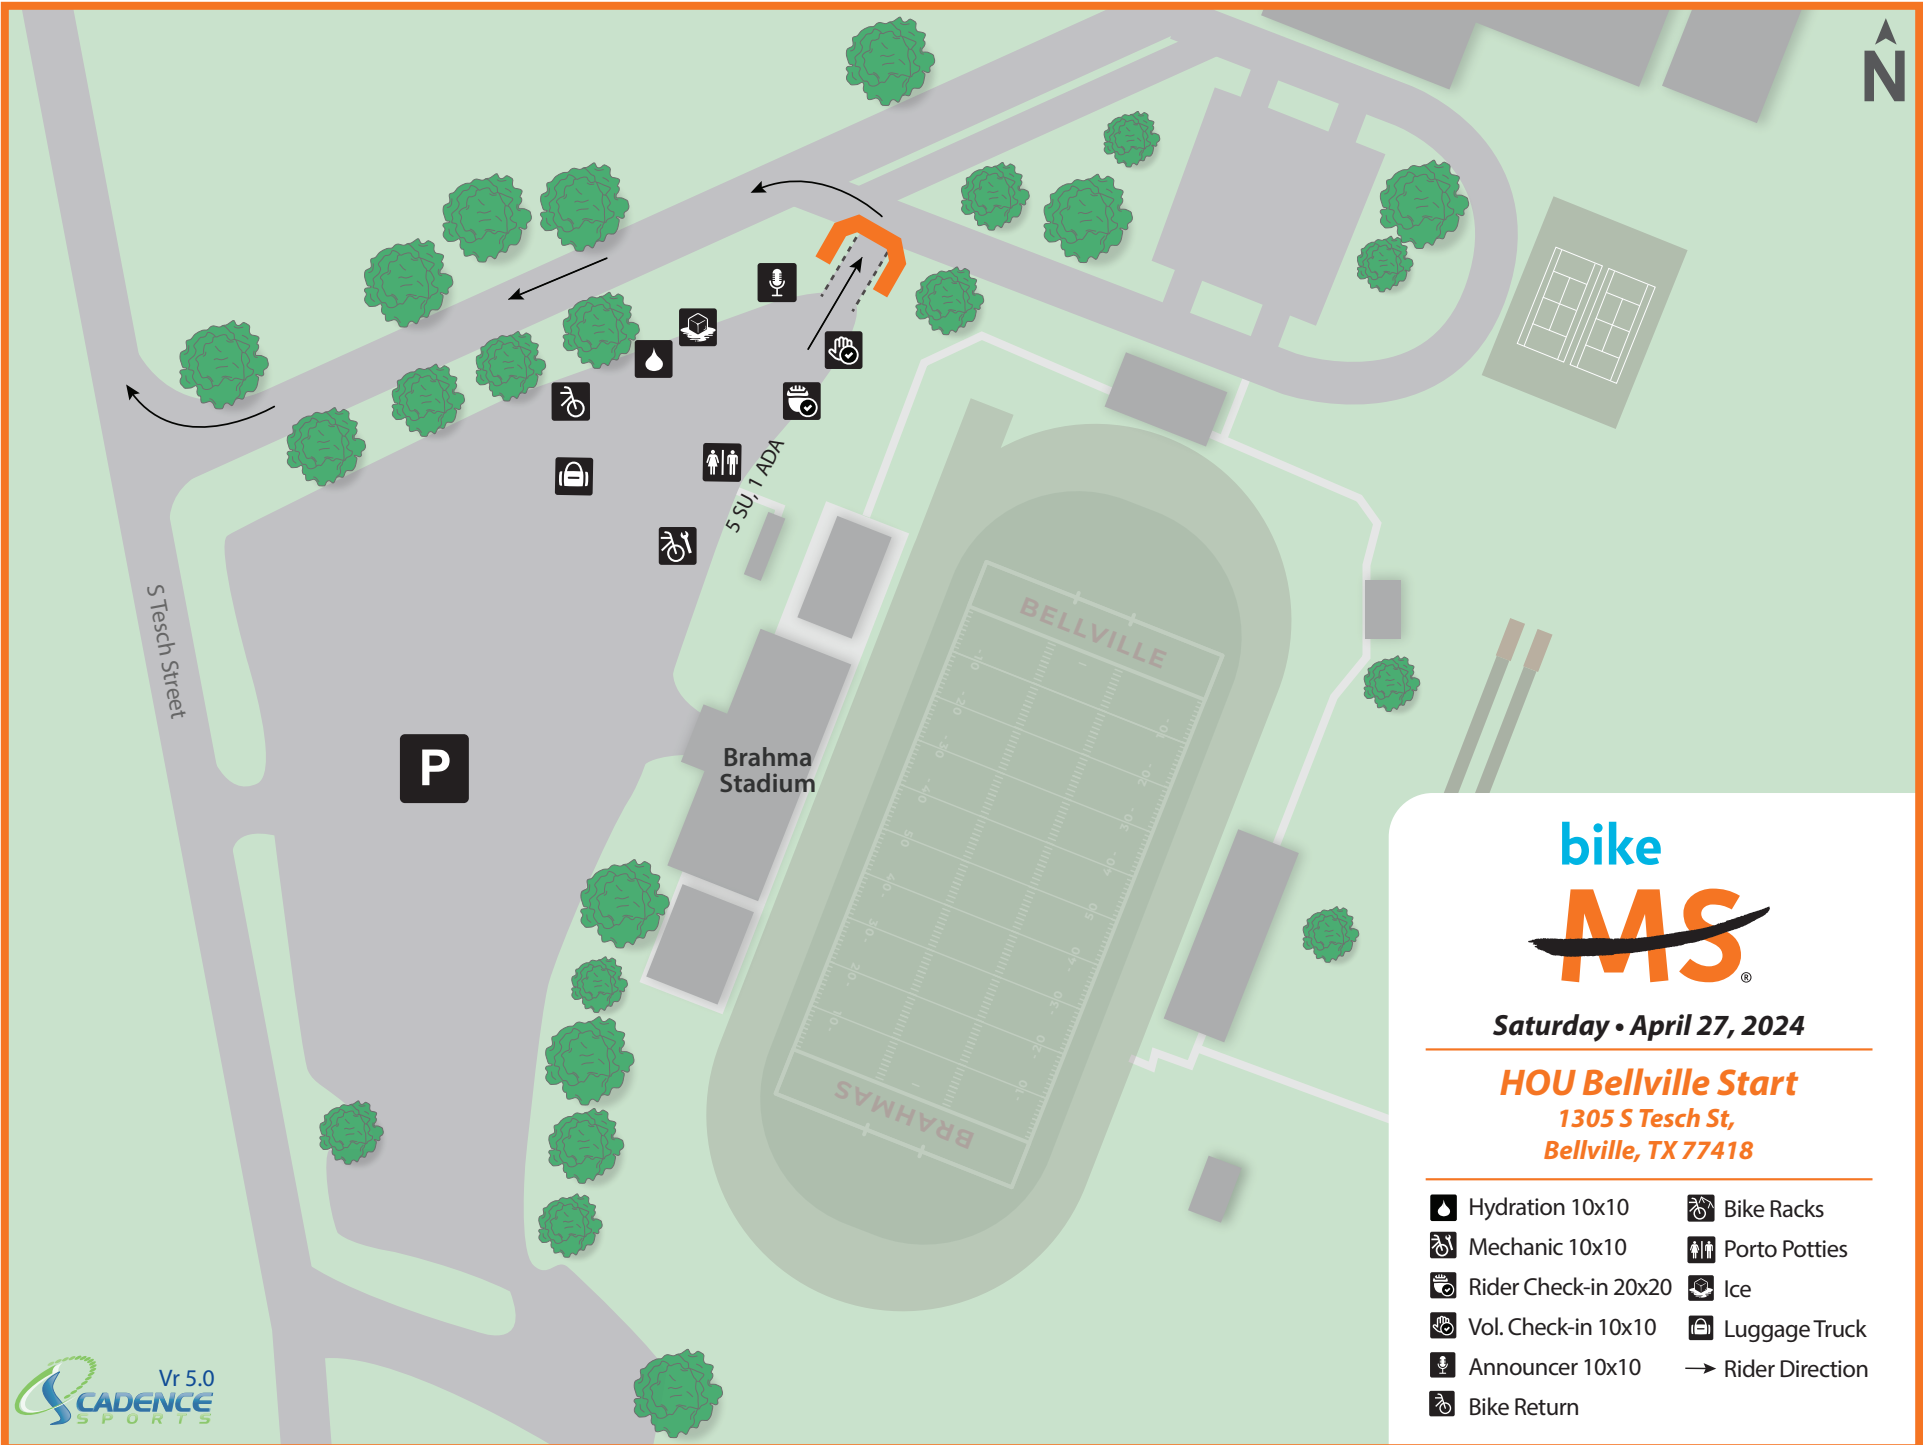 N
5 SU, 1 ADA
S Tesch Street
P
Brahma
Stadium
BELLVILLE
BRAHMAS
bike
MS®
Saturday • April 27, 2024
HOU Bellville Start
1305 S Tesch St,
Bellville, TX 77418
Hydration 10x10
Mechanic 10x10
Rider Check-in 20x20
Vol. Check-in 10x10
Announcer 10x10
Bike Return
Bike Racks
Porto Potties
Ice
Luggage Truck
Rider Direction
Vr 5.0
CADENCE
SPORTS